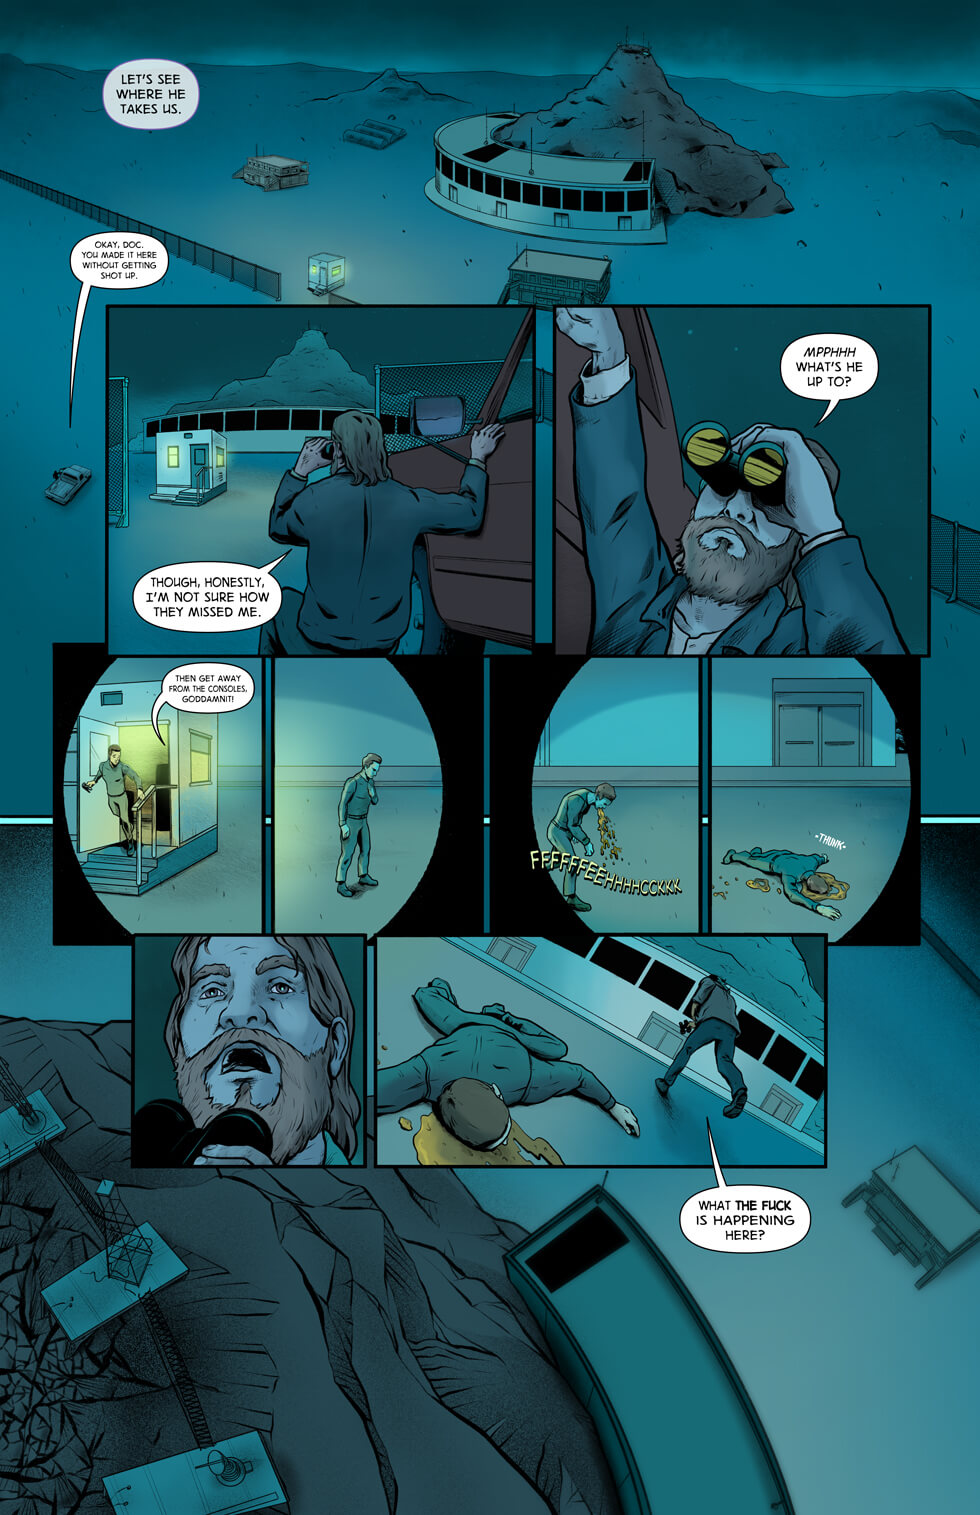 LET'S SEE
WHERE HE
TAKES US.
OKAY, DOC.
YOU MADE IT HERE
WITHOUT GETTING
SHOT UP.
THOUGH, HONESTLY,
I'M NOT SURE HOW
THEY MISSED ME.
MPPHHH
WHAT'S HE
UP TO?
THEN GET AWAY
FROM THE CONSOLES,
GODDAMNIT!
FFFFFFEEHHHHCCKKK
-THUNK-
WHAT THE FUCK
IS HAPPENING
HERE?